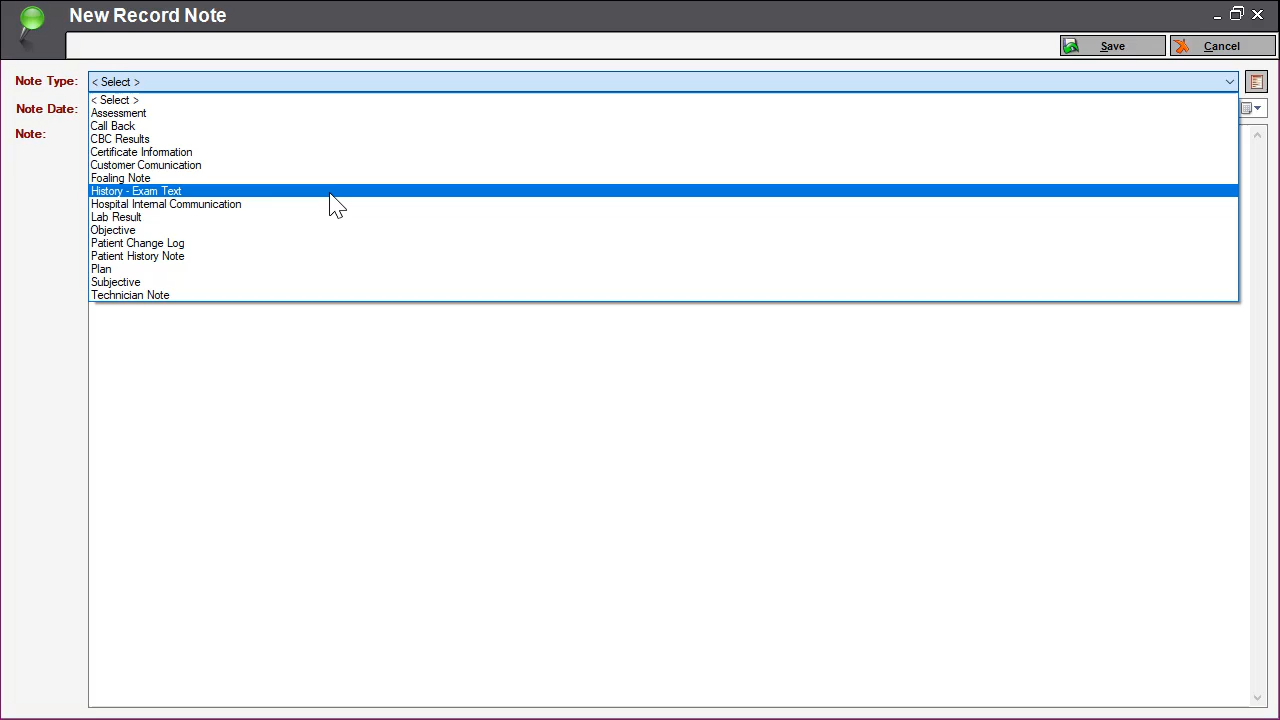 New Record Note
Save
Cancel
Note Type:
< Select >
< Select >
Assessment
Call Back
CBC Results
Certificate Information
Customer Comunication
Foaling Note
History - Exam Text
Hospital Internal Communication
Lab Result
Objective
Patient Change Log
Patient History Note
Plan
Subjective
Technician Note
Note Date:
Note: